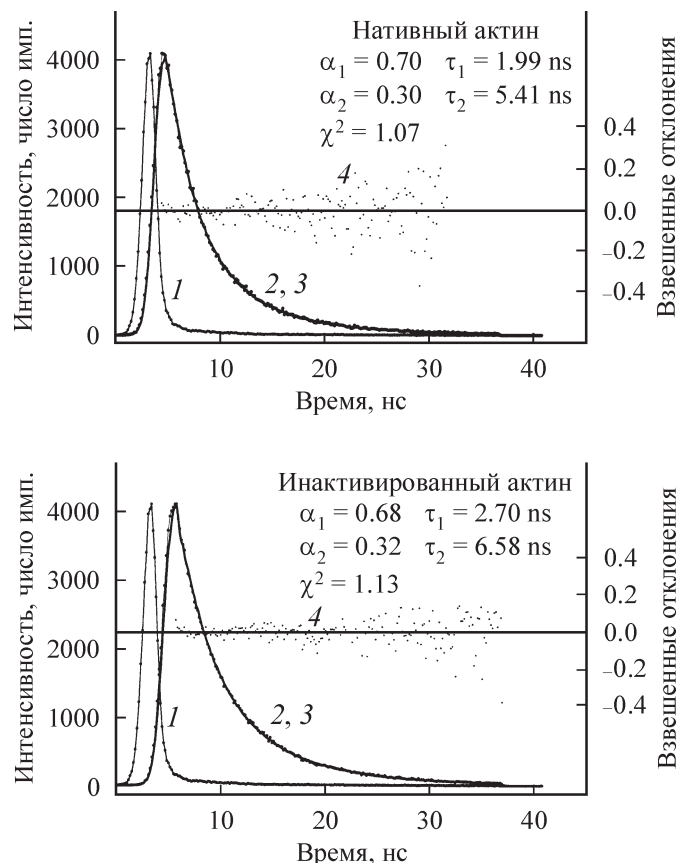 Нативный актин
α1 = 0.70 τ1 = 1.99 ns
α2 = 0.30 τ2 = 5.41 ns
χ² = 1.07
Интенсивность, число имп.
4000
3000
2000
1000
0
Взвешенные отклонения
0.4
0.2
0.0
–0.2
–0.4
4
1
2, 3
10 20 30 40
Время, нс
Инактивированный актин
α1 = 0.68 τ1 = 2.70 ns
α2 = 0.32 τ2 = 6.58 ns
χ² = 1.13
Интенсивность, число имп.
4000
3000
2000
1000
0
Взвешенные отклонения
0.4
0.2
0.0
–0.2
–0.4
4
1
2, 3
10 20 30 40
Время, нс